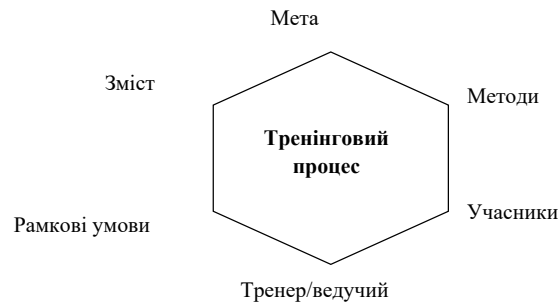 Мета
Зміст
Методи
Тренінговий
процес
Рамкові умови
Учасники
Тренер/ведучий